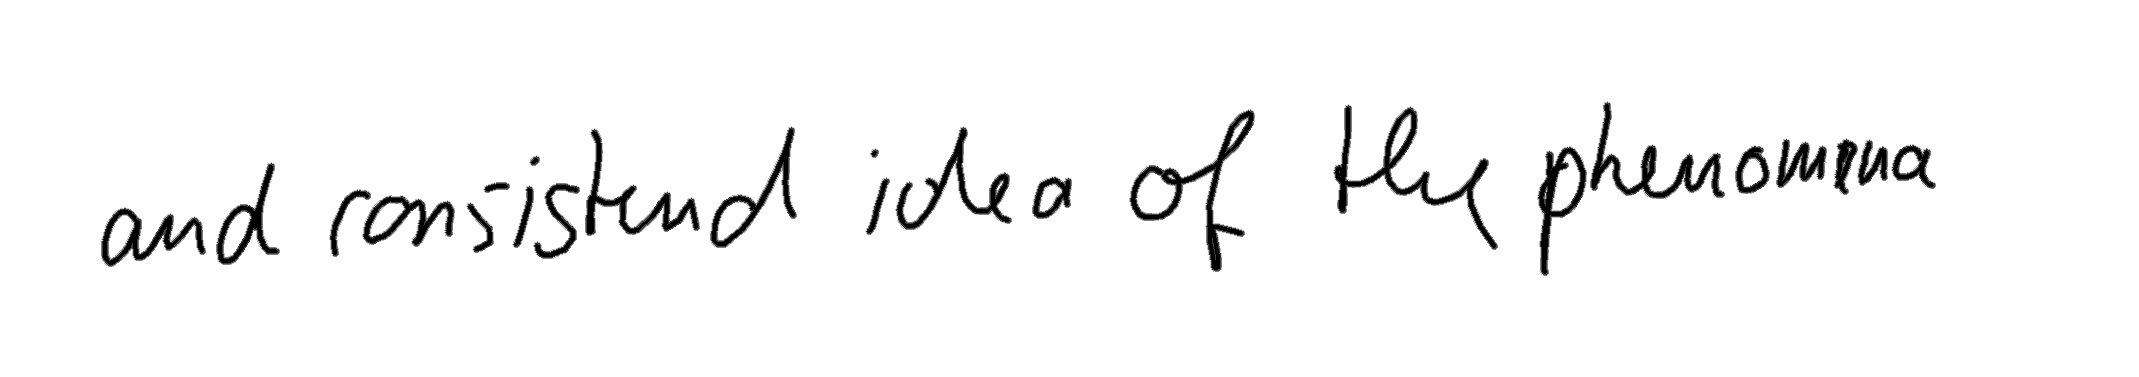 and consistend idea of the phenomena